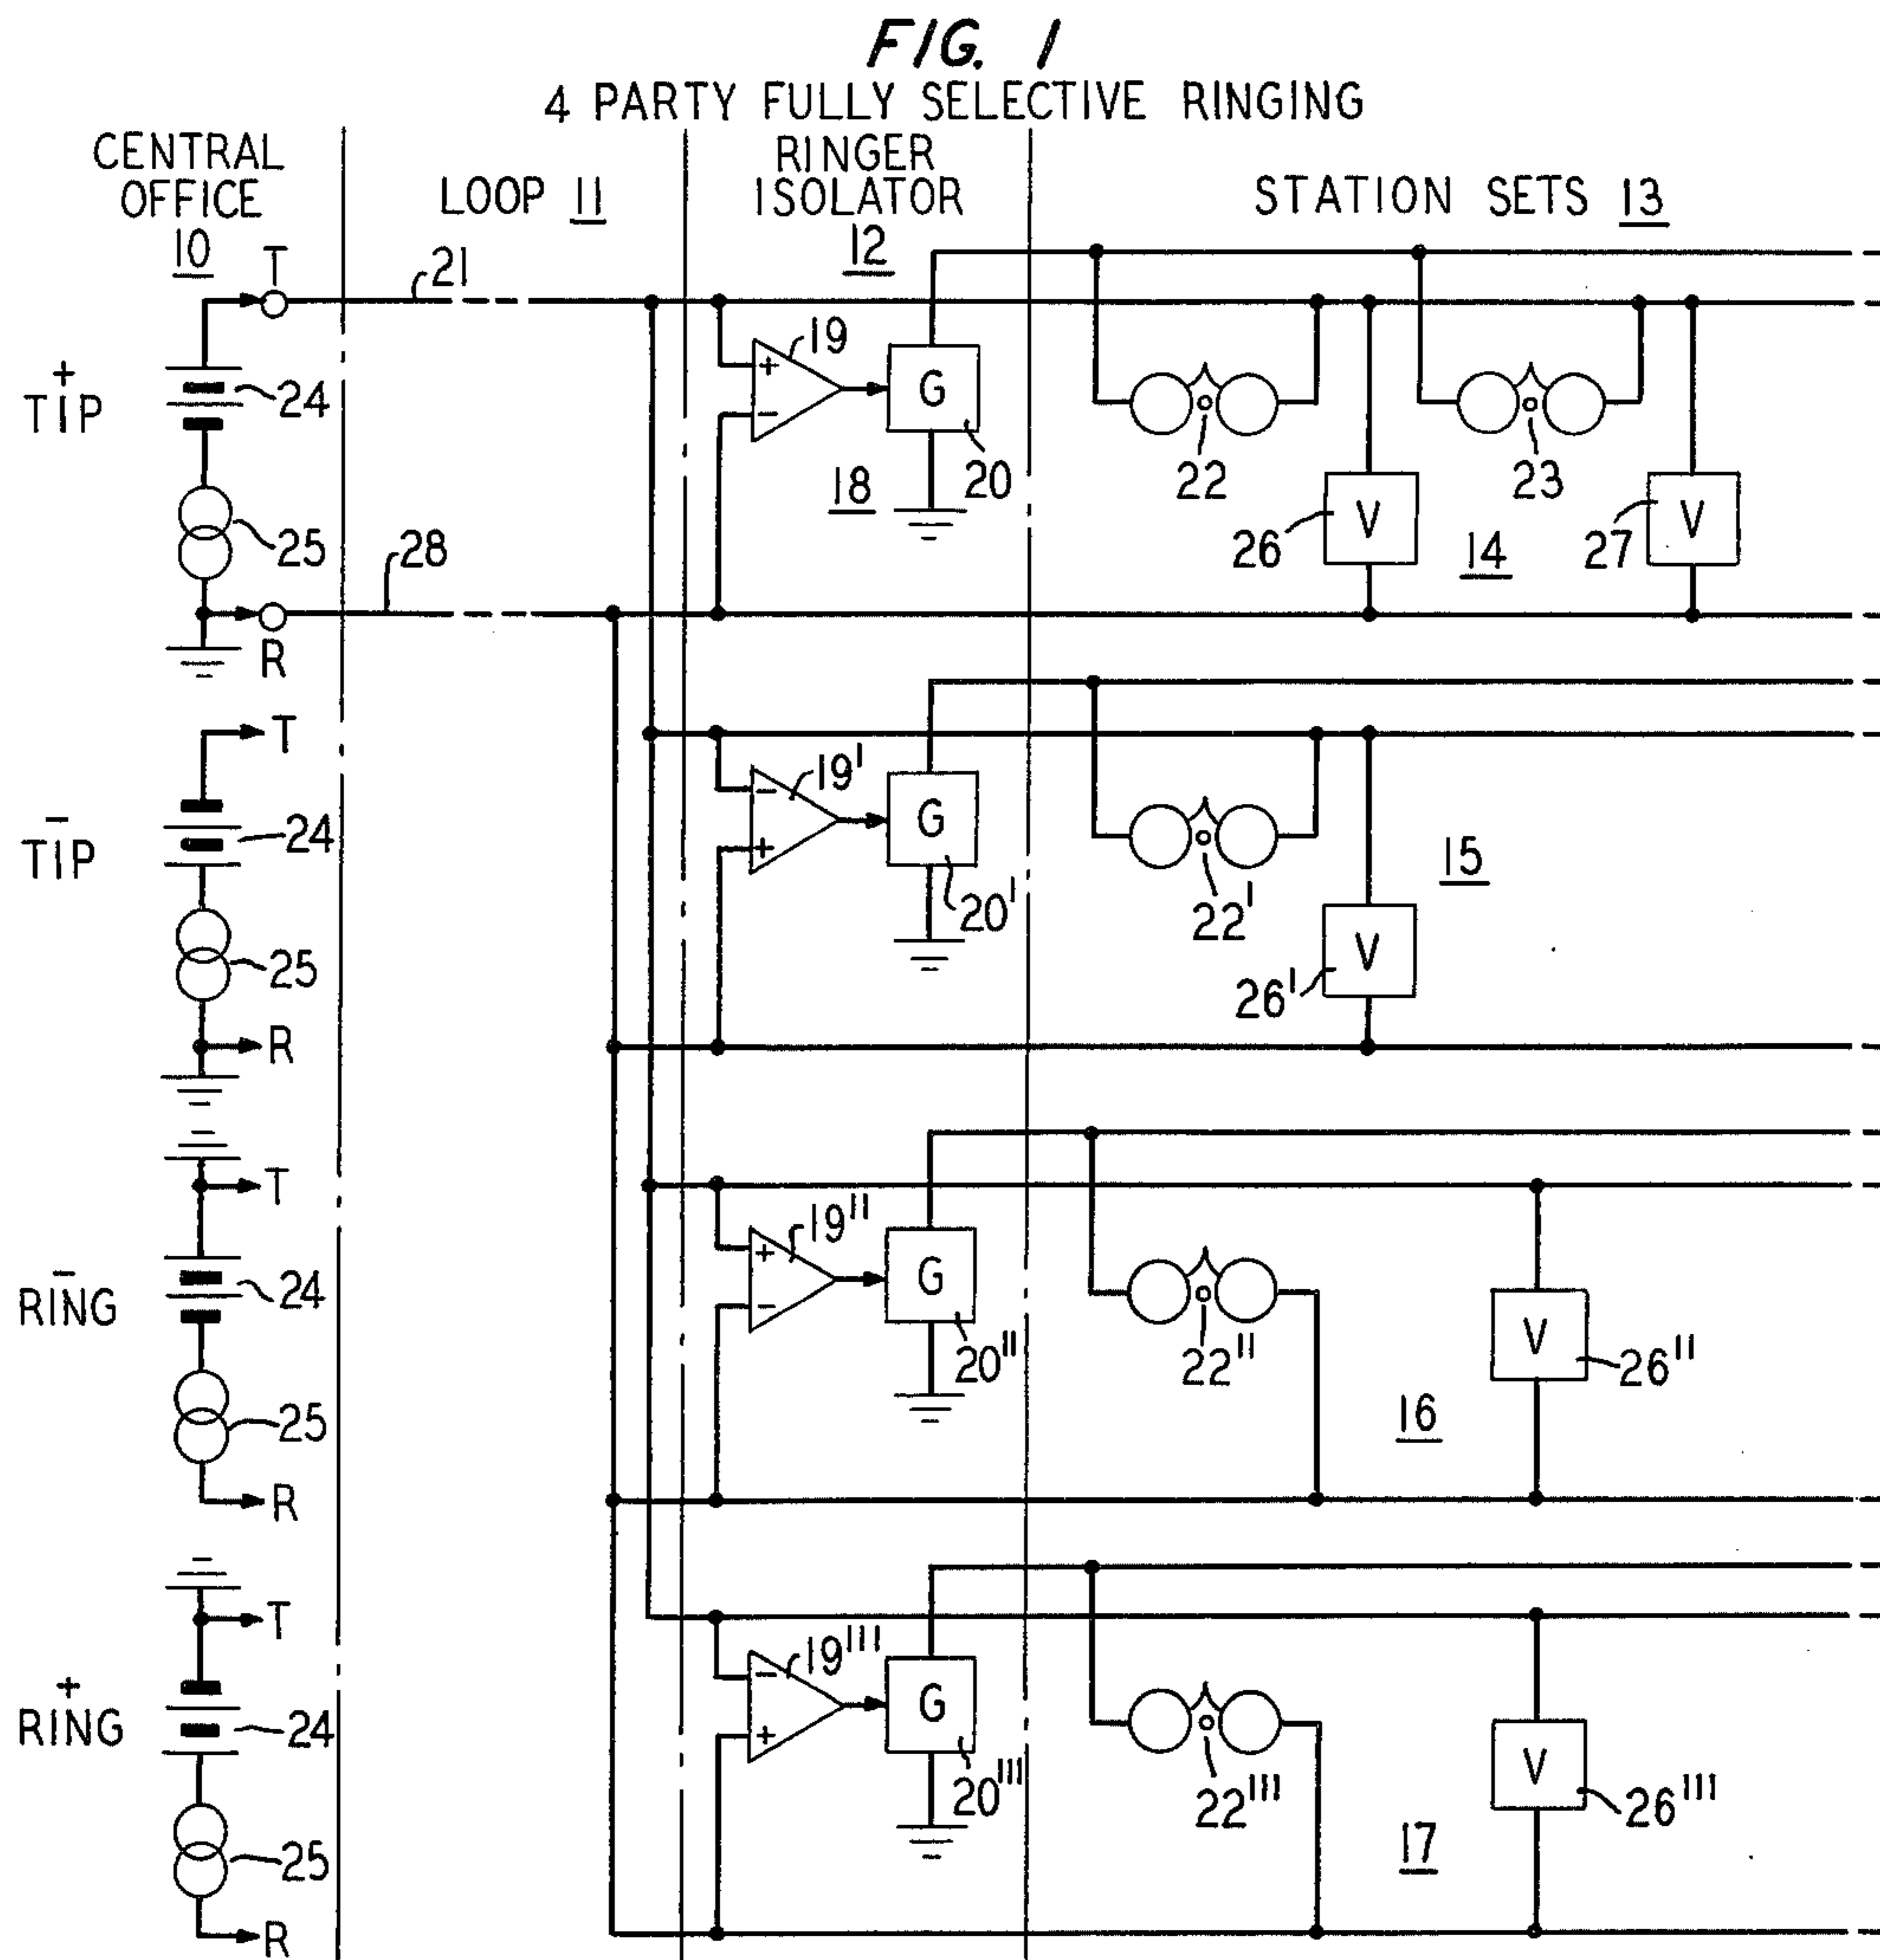 FIG. 1
4 PARTY FULLY SELECTIVE RINGING
CENTRAL OFFICE 10
LOOP 11
RINGER ISOLATOR 12
STATION SETS 13
T
21
+
TIP
24
25
R
28
+
-
19
G
20
18
22
23
V
26
V
27
14
-
TIP
T
24
25
R
-
+
19'
G
20'
22'
V
26'
15
-
RING
T
24
25
R
+
-
19''
G
20''
22''
V
26''
16
+
RING
T
24
25
R
-
+
19'''
G
20'''
22'''
V
26'''
17